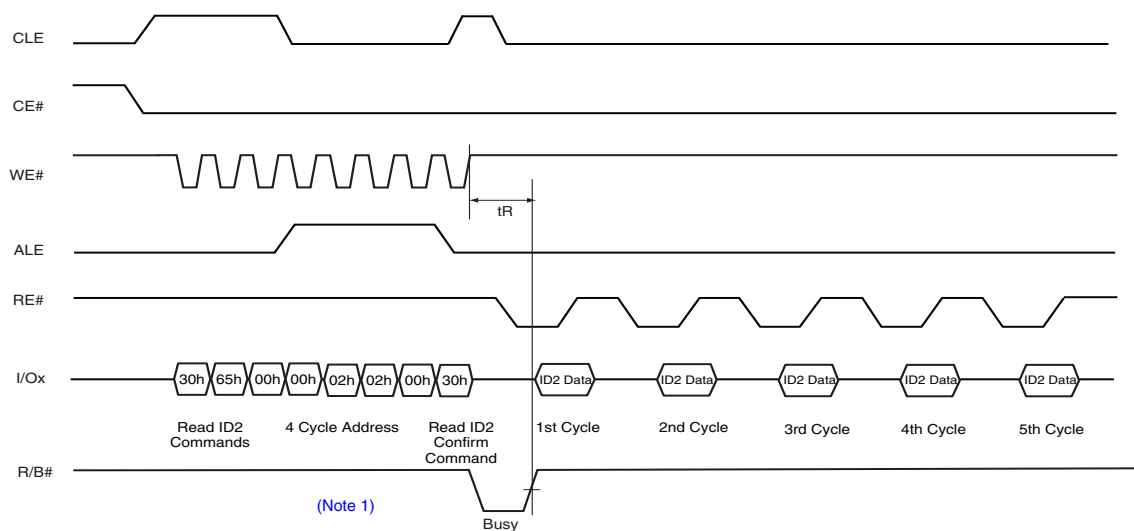 CLE
CE#
WE#
tR
ALE
RE#
I/Ox 30h 65h 00h 00h 02h 02h 00h 30h ID2 Data ID2 Data ID2 Data ID2 Data ID2 Data
Read ID2 Commands 4 Cycle Address Read ID2 Confirm Command 1st Cycle 2nd Cycle 3rd Cycle 4th Cycle 5th Cycle
R/B#
(Note 1)
Busy